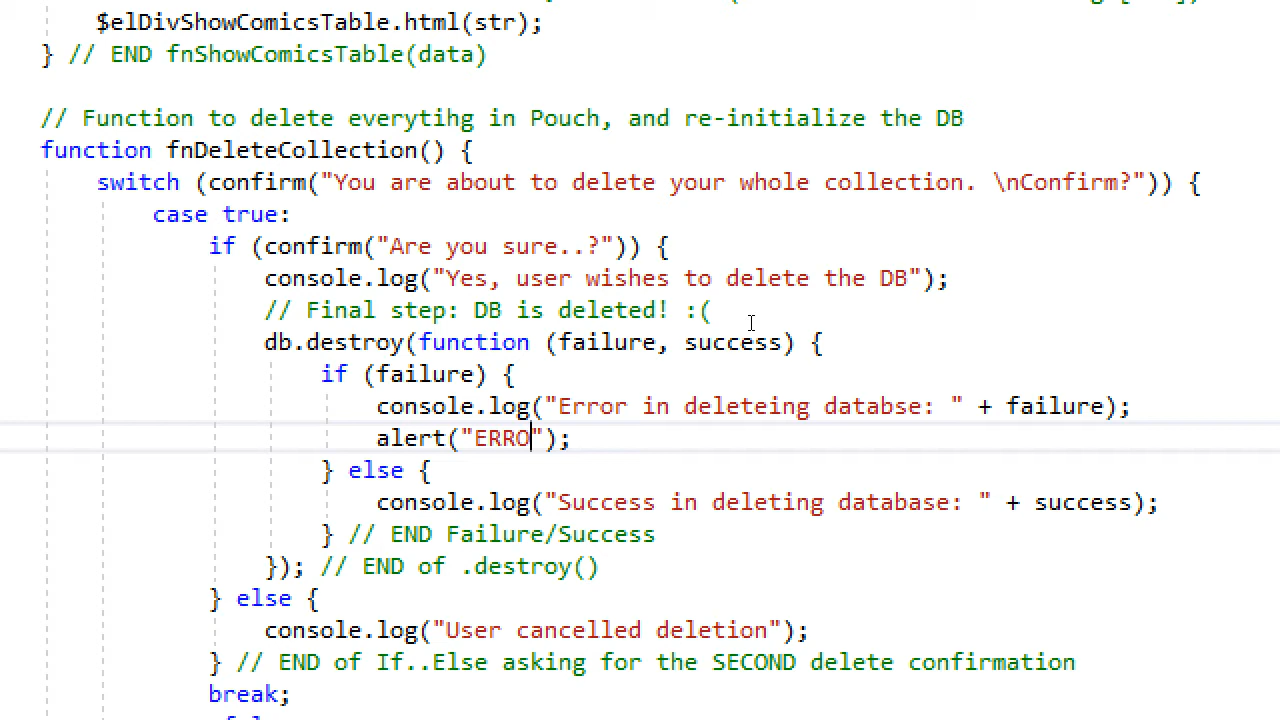 $elDivShowComicsTable.html(str);
} // END fnShowComicsTable(data)
// Function to delete everytihg in Pouch, and re-initialize the DB
function fnDeleteCollection() {
switch (confirm("You are about to delete your whole collection. \nConfirm?")) {
case true:
if (confirm("Are you sure..?")) {
console.log("Yes, user wishes to delete the DB");
// Final step: DB is deleted! :(
db.destroy(function (failure, success) {
if (failure) {
console.log("Error in deleteing databse: " + failure);
alert("ERRO");
} else {
console.log("Success in deleting database: " + success);
} // END Failure/Success
}); // END of .destroy()
} else {
console.log("User cancelled deletion");
} // END of If..Else asking for the SECOND delete confirmation
break;